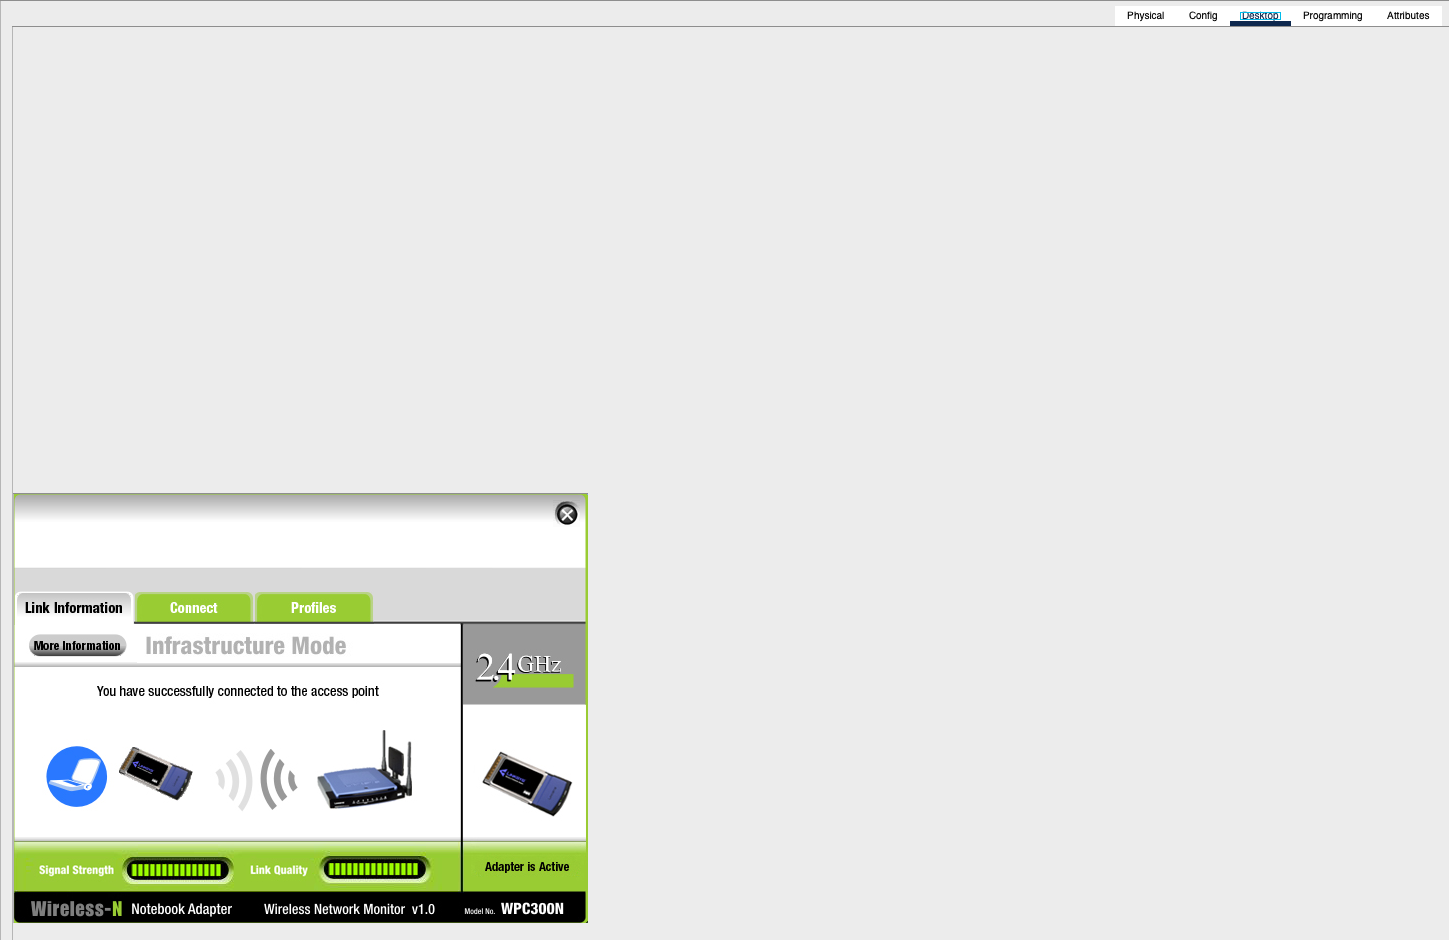 Physical Config Desktop Programming Attributes
Link Information Connect Profiles
More Information Infrastructure Mode
2.4GHz
You have successfully connected to the access point
Signal Strength Link Quality Adapter is Active
Wireless-N Notebook Adapter Wireless Network Monitor v1.0 Model No. WPC300N